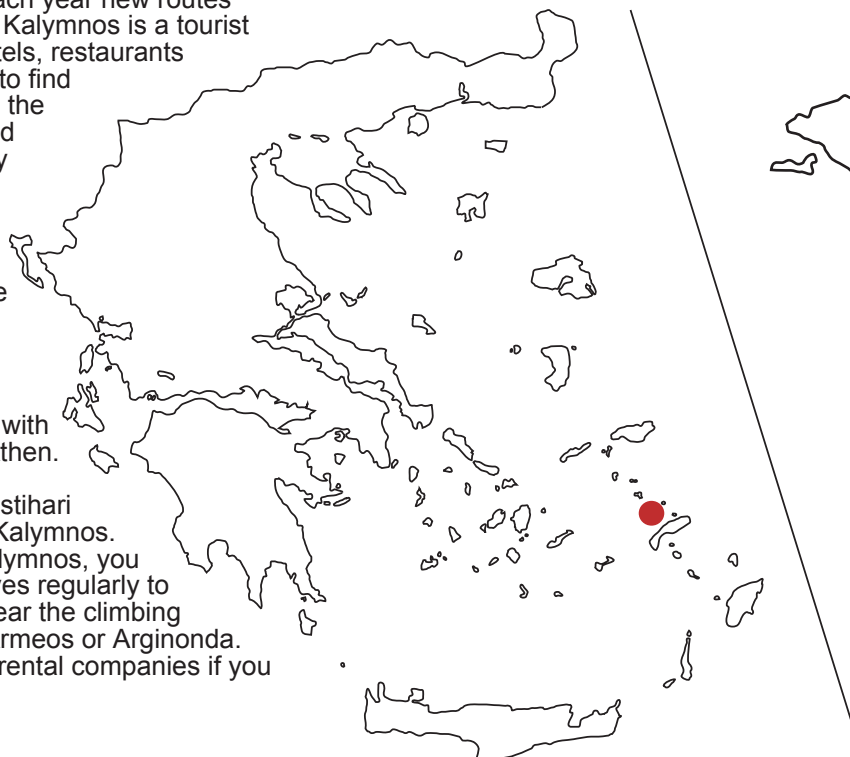 ach year new routes
Kalymnos is a tourist
tels, restaurants
to find
the
d
y
e
with
then.
stihari
Kalymnos.
lymnos, you
ves regularly to
ear the climbing
rmeos or Arginonda.
rental companies if you